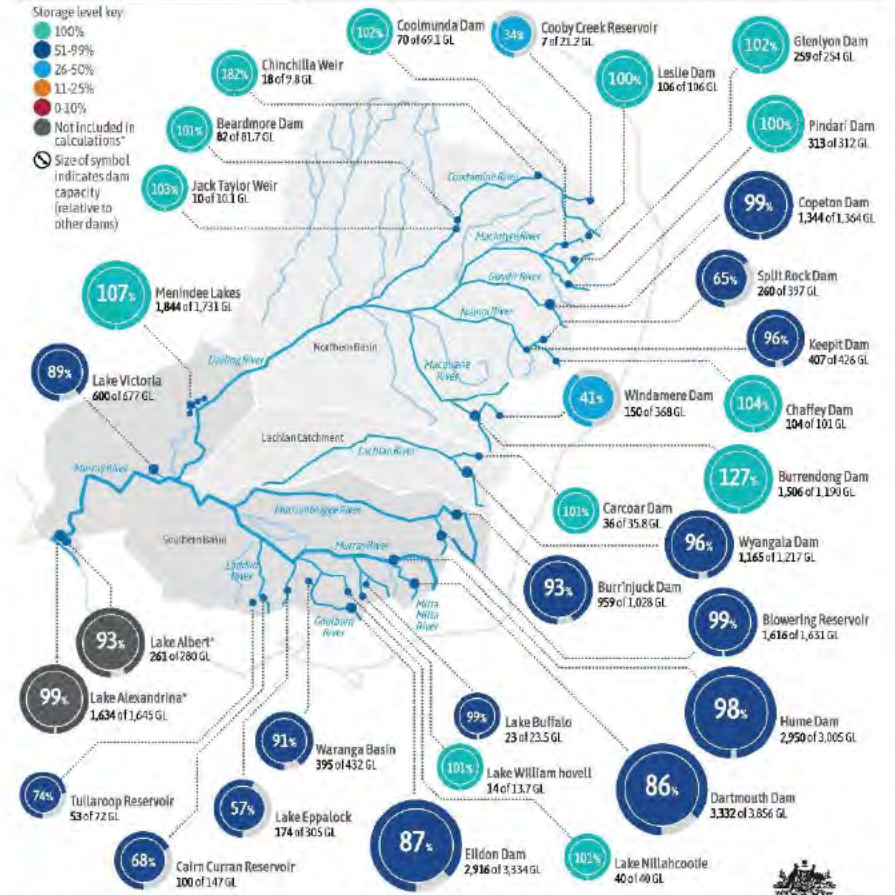 Storage level key:
100%
51-99%
26-50%
11-25%
0-10%
Not included in
calculations*
Size of symbol
indicates dam
capacity
(relative to
other dams)
102%
Coolmunda Dam
70 of 69.1 GL
34%
Cooby Creek Reservoir
7 of 21.2 GL
182%
Chinchilla Weir
18 of 9.8 GL
100%
Leslie Dam
106 of 106 GL
102%
Glenlyon Dam
259 of 254 GL
101%
Beardmore Dam
82 of 81.7 GL
100%
Pindari Dam
313 of 312 GL
103%
Jack Taylor Weir
10 of 10.1 GL
99%
Copeton Dam
1,344 of 1,364 GL
107%
Menindee Lakes
1,844 of 1,731 GL
65%
Split Rock Dam
260 of 397 GL
96%
Keepit Dam
407 of 426 GL
89%
Lake Victoria
600 of 677 GL
41%
Windamere Dam
150 of 368 GL
104%
Chaffey Dam
104 of 101 GL
127%
Burrendong Dam
1,506 of 1,190 GL
101%
Carcoar Dam
36 of 35.8 GL
96%
Wyangala Dam
1,165 of 1,217 GL
93%
Burrinjuck Dam
959 of 1,028 GL
99%
Blowering Reservoir
1,616 of 1,631 GL
98%
Hume Dam
2,950 of 3,005 GL
86%
Dartmouth Dam
3,332 of 3,856 GL
Condamine River
Macintyre River
Gwydir River
Namoi River
Macquarie
River
Darling River
Northern Basin
Lachlan Catchment
Lachlan River
Murray River
Murrumbidgee River
Southern Basin
Murray River
Loddon
River
Goulburn
River
Mitta
Mitta
River
93%
Lake Albert*
261 of 280 GL
99%
Lake Alexandrina*
1,634 of 1,645 GL
74%
Tullaroop Reservoir
53 of 72 GL
68%
Cairn Curran Reservoir
100 of 147 GL
57%
Lake Eppalock
174 of 305 GL
91%
Waranga Basin
395 of 432 GL
87%
Eildon Dam
2,916 of 3,334 GL
99%
Lake Buffalo
23 of 23.5 GL
101%
Lake William hovell
14 of 13.7 GL
101%
Lake Nillahcootie
40 of 40 GL